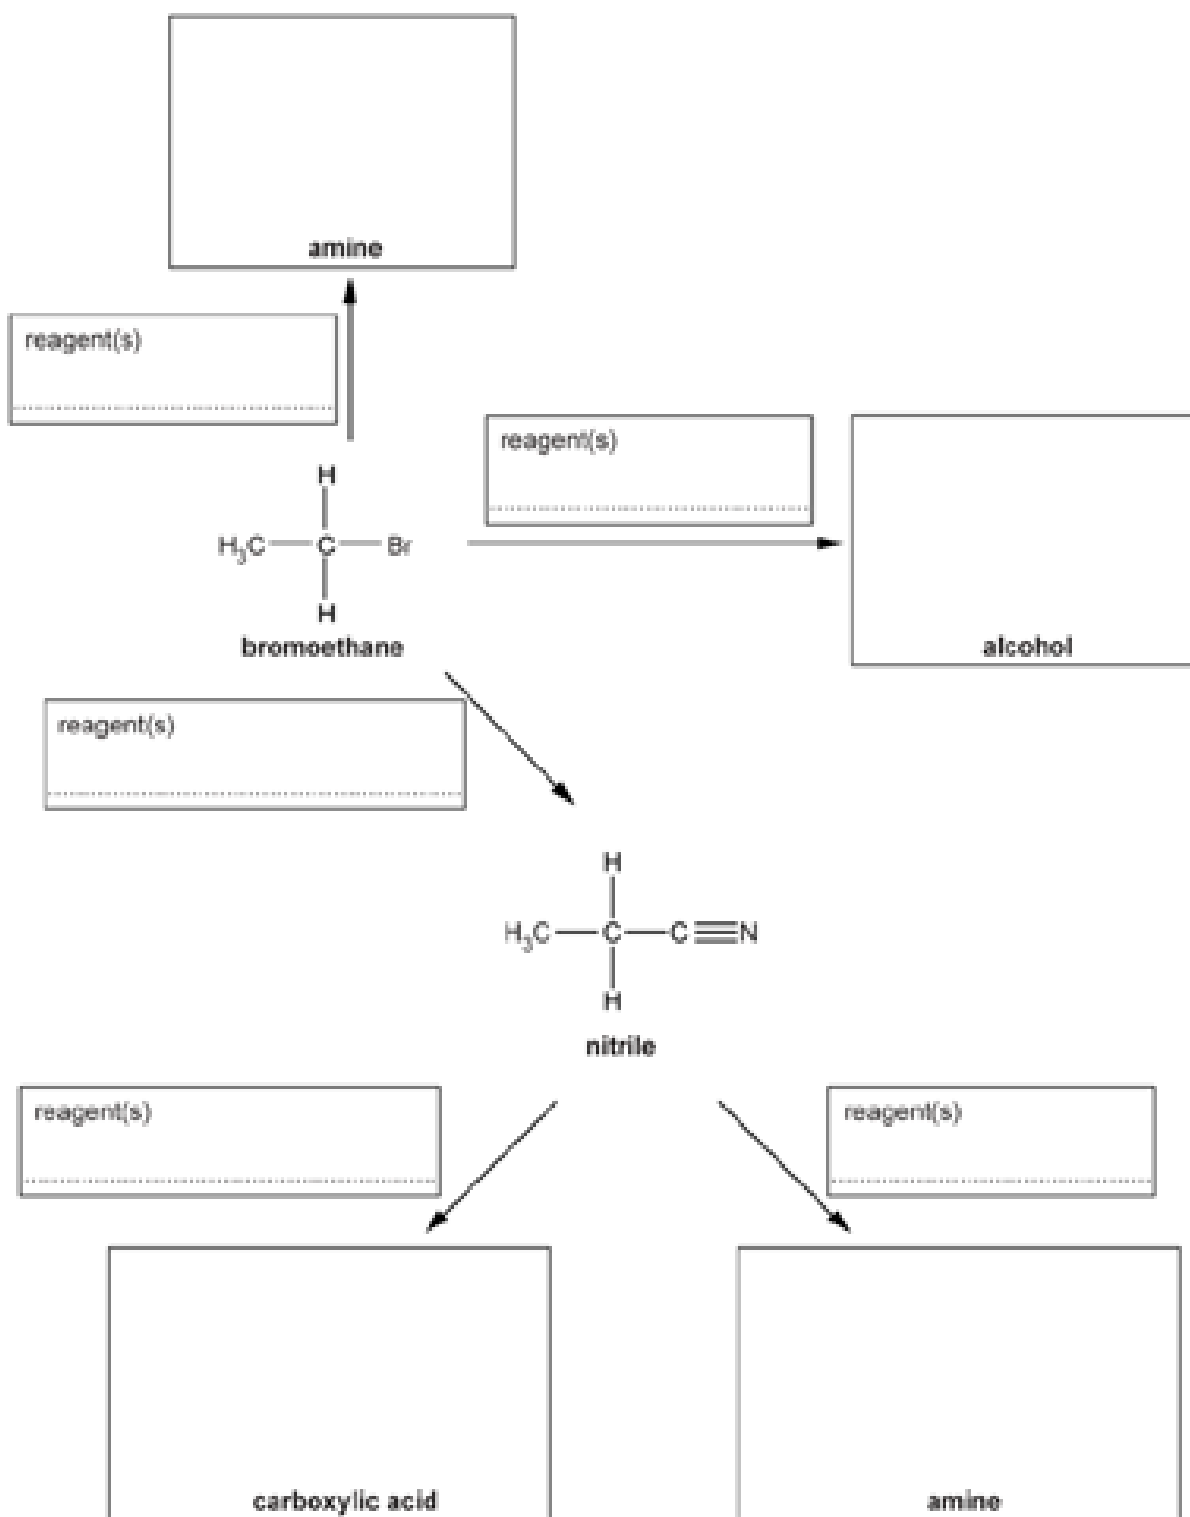 amine
reagent(s)
reagent(s)
H
H₃C C Br
H
bromoethane
alcohol
reagent(s)
H
H₃C C C N
H
nitrile
reagent(s)
reagent(s)
carboxylic acid
amine